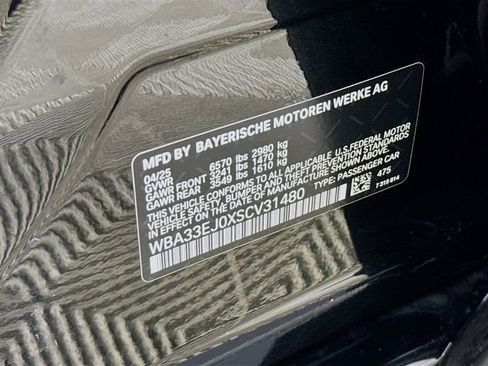 MFD BY BAYERISCHE MOTOREN WERKE AG
04/25
GVWR 6570 lbs 2980 kg
GAWR FRONT 3241 lbs 1470 kg
GAWR REAR 3549 lbs 1610 kg
THIS VEHICLE CONFORMS TO ALL APPLICABLE U.S.FEDERAL MOTOR
VEHICLE SAFETY, BUMPER AND THEFT PREVENTION STANDARDS
IN EFFECT ON THE DATE OF MANUFACTURE SHOWN ABOVE.
WBA33EJ0XSCV31480 TYPE: PASSENGER CAR
475
T 315 814